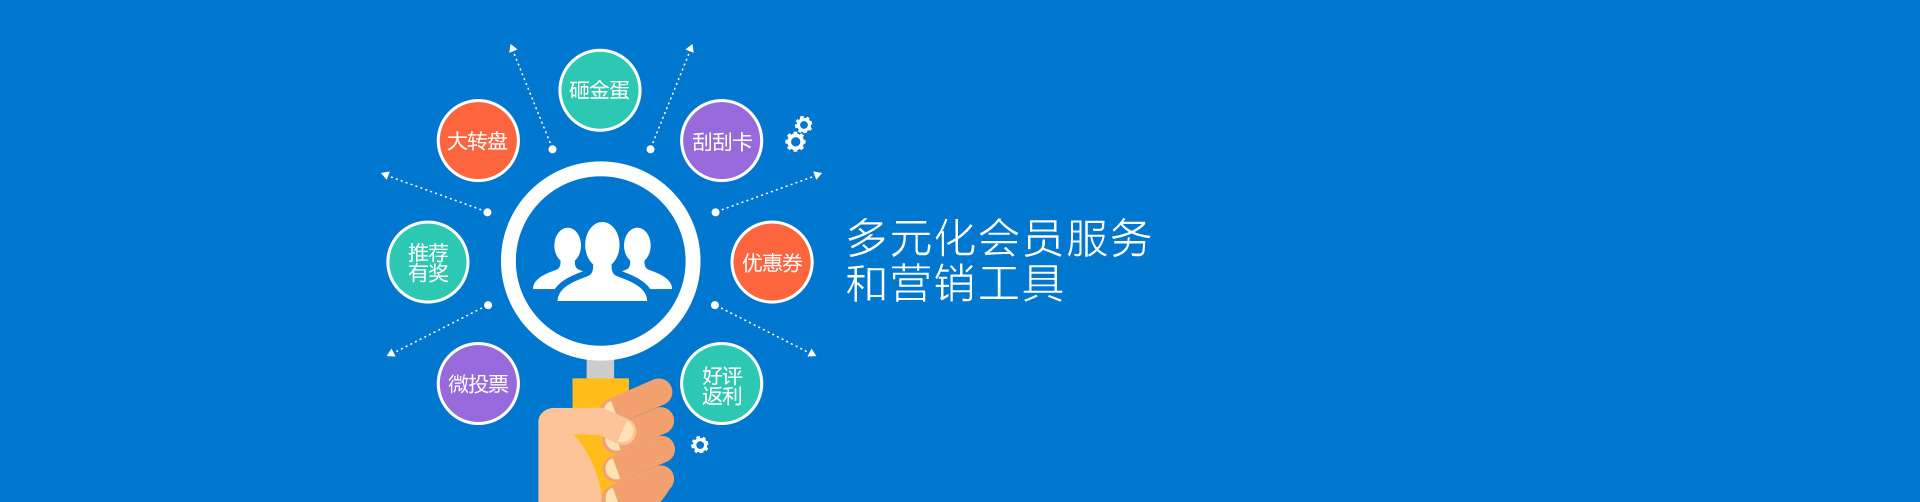 砸金蛋
大转盘
刮刮卡
推荐
有奖
优惠券
微投票
好评
返利
多元化会员服务
和营销工具